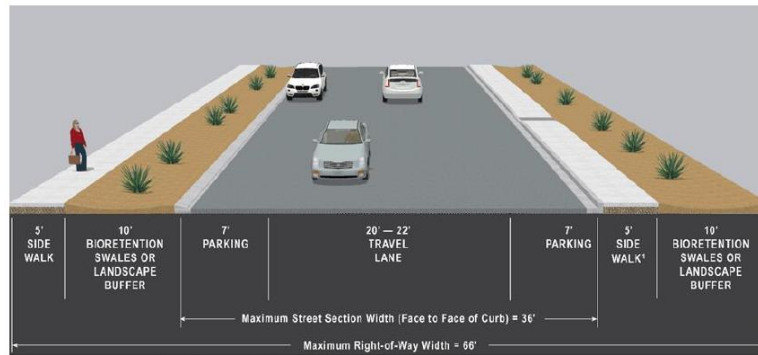 5'
SIDE
WALK
10'
BIORETENTION
SWALES OR
LANDSCAPE
BUFFER
7'
PARKING
20' — 22'
TRAVEL
LANE
7'
PARKING
5'
SIDE
WALK¹
10'
BIORETENTION
SWALES OR
LANDSCAPE
BUFFER
Maximum Street Section Width (Face to Face of Curb) = 36'
Maximum Right-of-Way Width = 66'